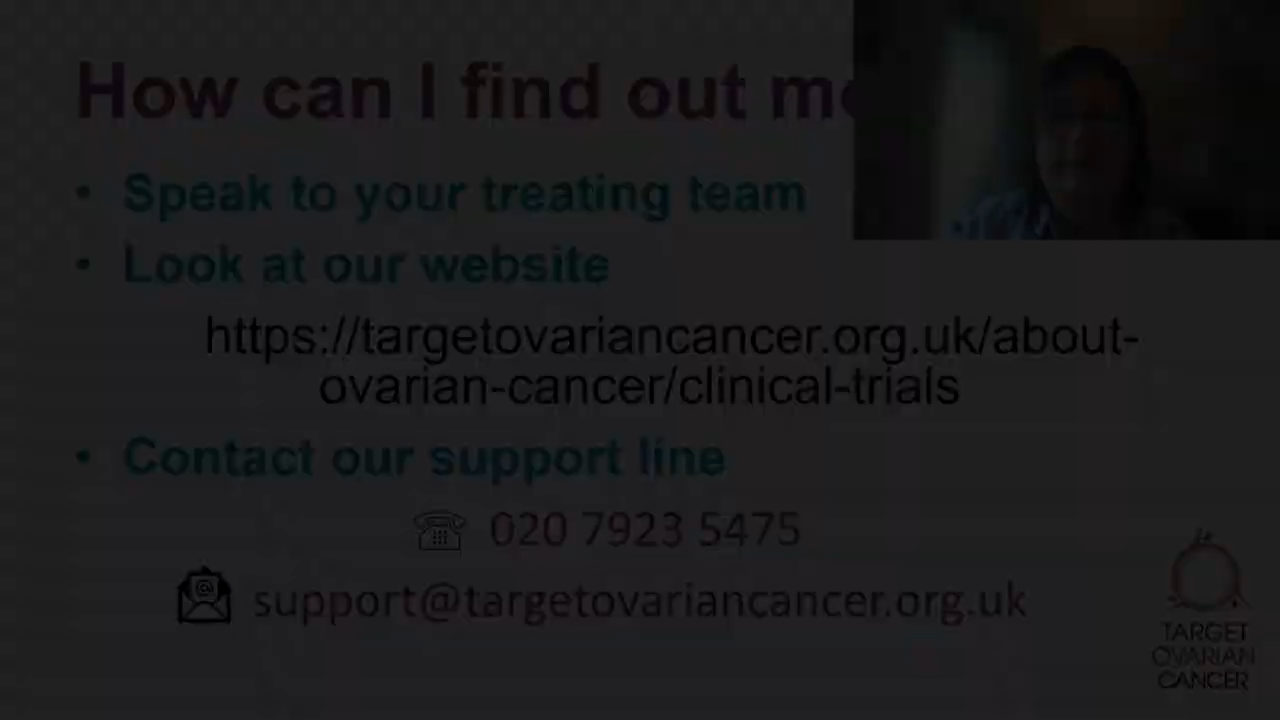 How can I find out mo
• Speak to your treating team
• Look at our website
https://targetovariancancer.org.uk/about-
ovarian-cancer/clinical-trials
• Contact our support line
020 7923 5475
support@targetovariancancer.org.uk
TARGET
OVARIAN
CANCER